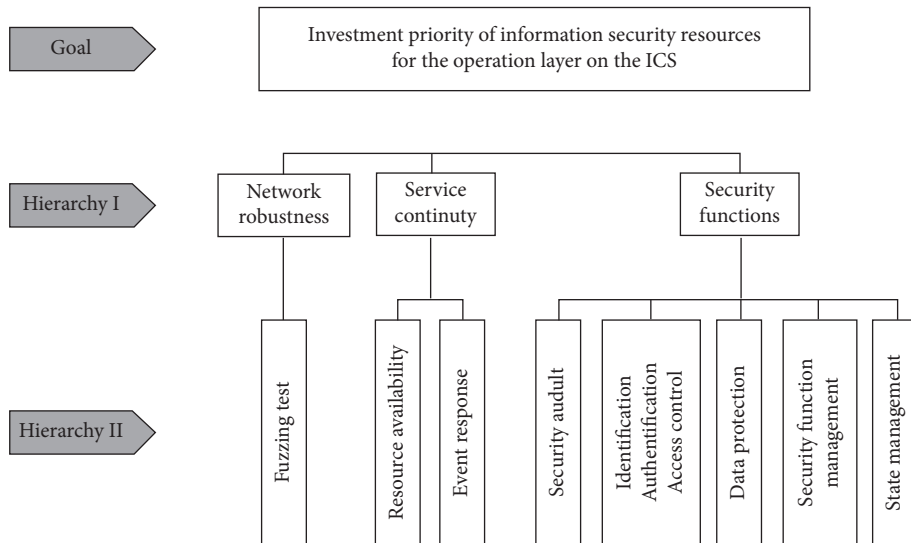 Goal
Investment priority of information security resources
for the operation layer on the ICS
Hierarchy I
Network
robustness
Service
continuty
Security
functions
Hierarchy II
Fuzzing test
Resource availability
Event response
Security audult
Identification
Authentification
Access control
Data protection
Security function
management
State management